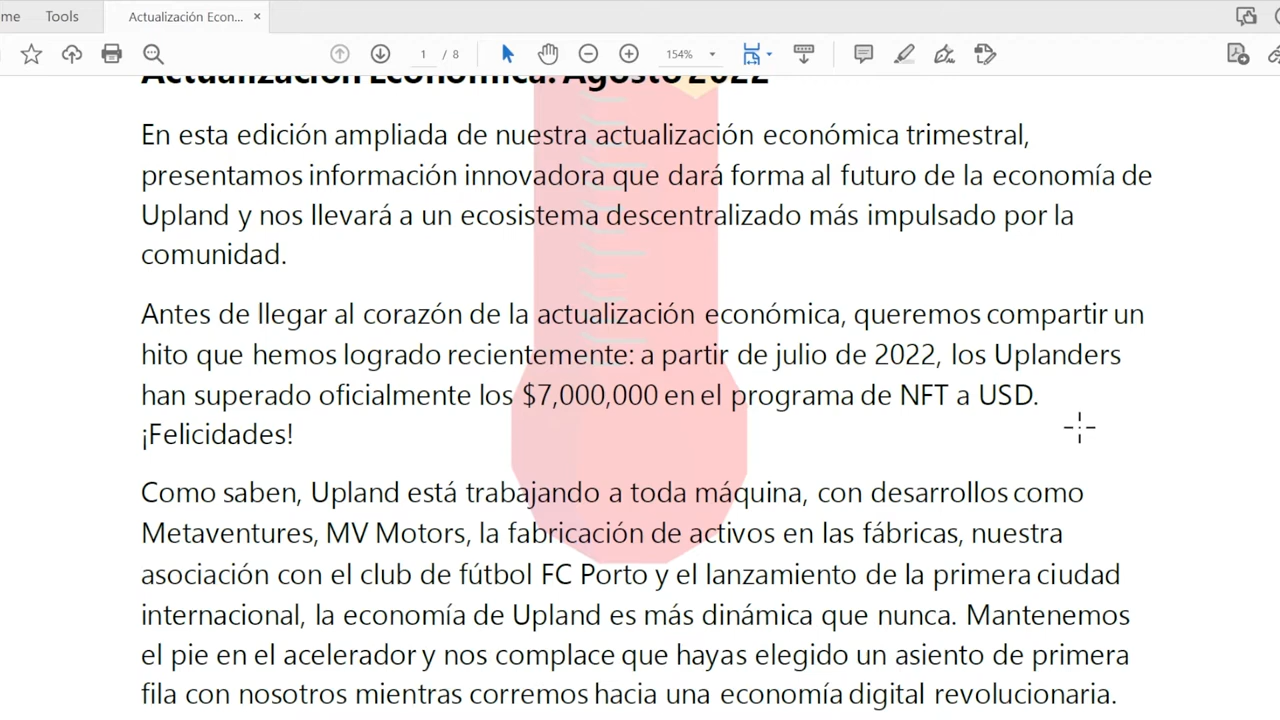 me Tools Actualización Econ... ×
1 / 8 154%
Actualización Económica: Agosto 2022
En esta edición ampliada de nuestra actualización económica trimestral,
presentamos información innovadora que dará forma al futuro de la economía de
Upland y nos llevará a un ecosistema descentralizado más impulsado por la
comunidad.
Antes de llegar al corazón de la actualización económica, queremos compartir un
hito que hemos logrado recientemente: a partir de julio de 2022, los Uplanders
han superado oficialmente los $7,000,000 en el programa de NFT a USD.
¡Felicidades!
Como saben, Upland está trabajando a toda máquina, con desarrollos como
Metaventures, MV Motors, la fabricación de activos en las fábricas, nuestra
asociación con el club de fútbol FC Porto y el lanzamiento de la primera ciudad
internacional, la economía de Upland es más dinámica que nunca. Mantenemos
el pie en el acelerador y nos complace que hayas elegido un asiento de primera
fila con nosotros mientras corremos hacia una economía digital revolucionaria.